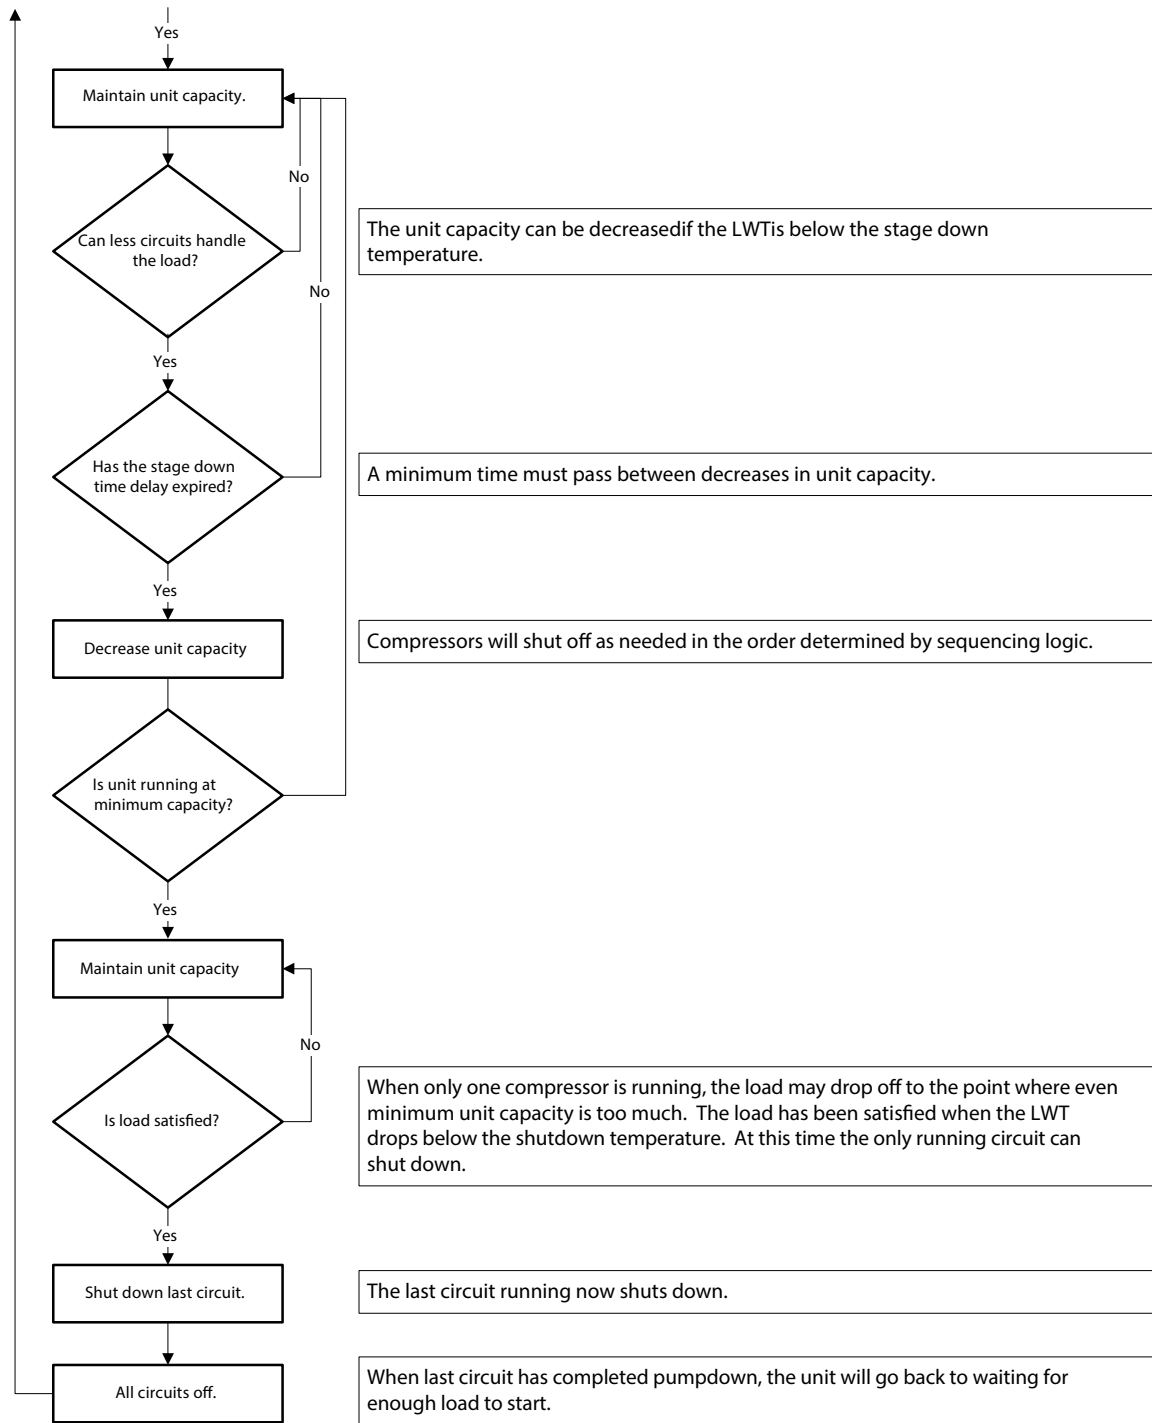 Yes
Maintain unit capacity.
No
Can less circuits handle
the load?
The unit capacity can be decreasedif the LWTis below the stage down
temperature.
No
Yes
Has the stage down
time delay expired?
A minimum time must pass between decreases in unit capacity.
Yes
Decrease unit capacity
Compressors will shut off as needed in the order determined by sequencing logic.
Is unit running at
minimum capacity?
Yes
Maintain unit capacity
No
Is load satisfied?
When only one compressor is running, the load may drop off to the point where even
minimum unit capacity is too much. The load has been satisfied when the LWT
drops below the shutdown temperature. At this time the only running circuit can
shut down.
Yes
Shut down last circuit.
The last circuit running now shuts down.
All circuits off.
When last circuit has completed pumpdown, the unit will go back to waiting for
enough load to start.